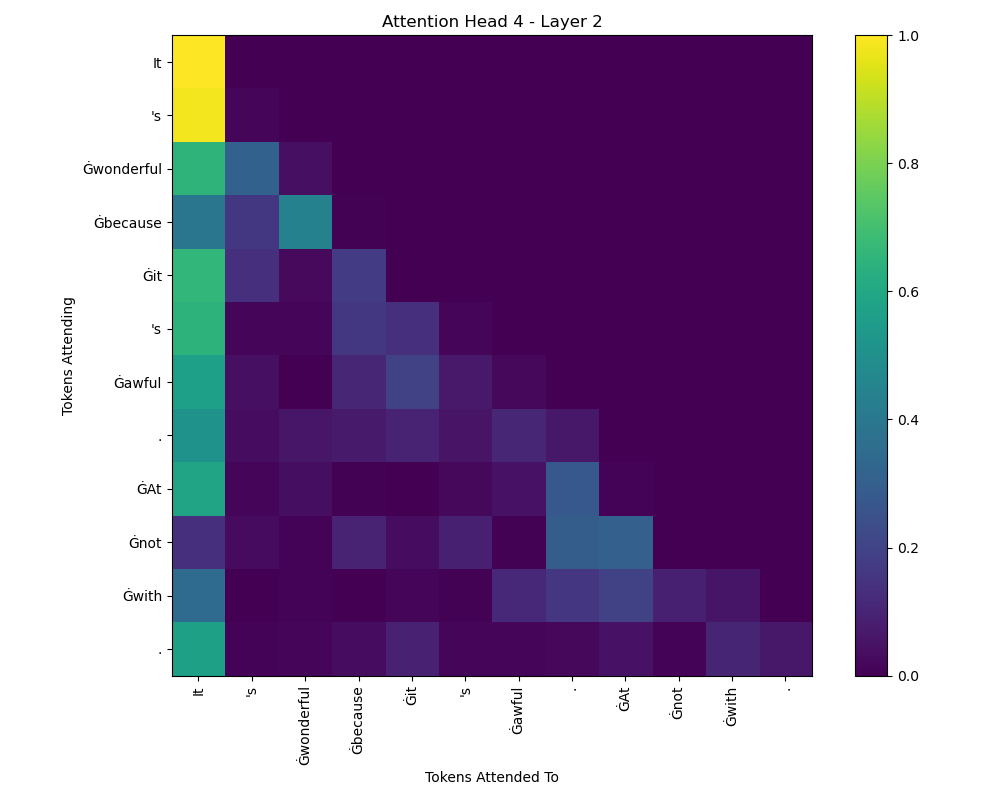 Attention Head 4 - Layer 2
Tokens Attending
It
's
Ġwonderful
Ġbecause
Ġit
's
Ġawful
.
ĠAt
Ġnot
Ġwith
.
It
's
Ġwonderful
Ġbecause
Ġit
's
Ġawful
.
ĠAt
Ġnot
Ġwith
.
Tokens Attended To
1.0
0.8
0.6
0.4
0.2
0.0